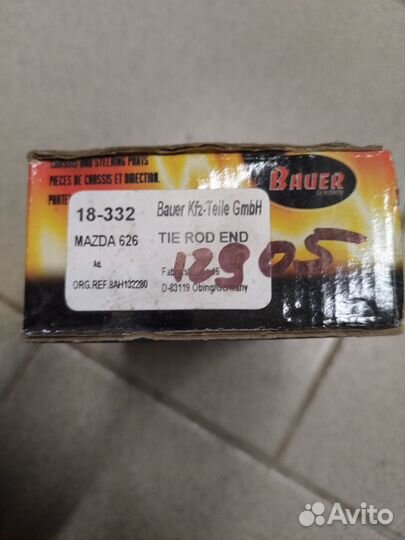 CHASSIS AND STEERING PARTS
PIECES DE CHASSIS ET DIRECTION.
BAUER
18-332 Bauer Kfz-Teile GmbH
MAZDA 626 TIE ROD END
ORG.REF.8AH132280 D-83119 Obing/Germany
12905
Avito